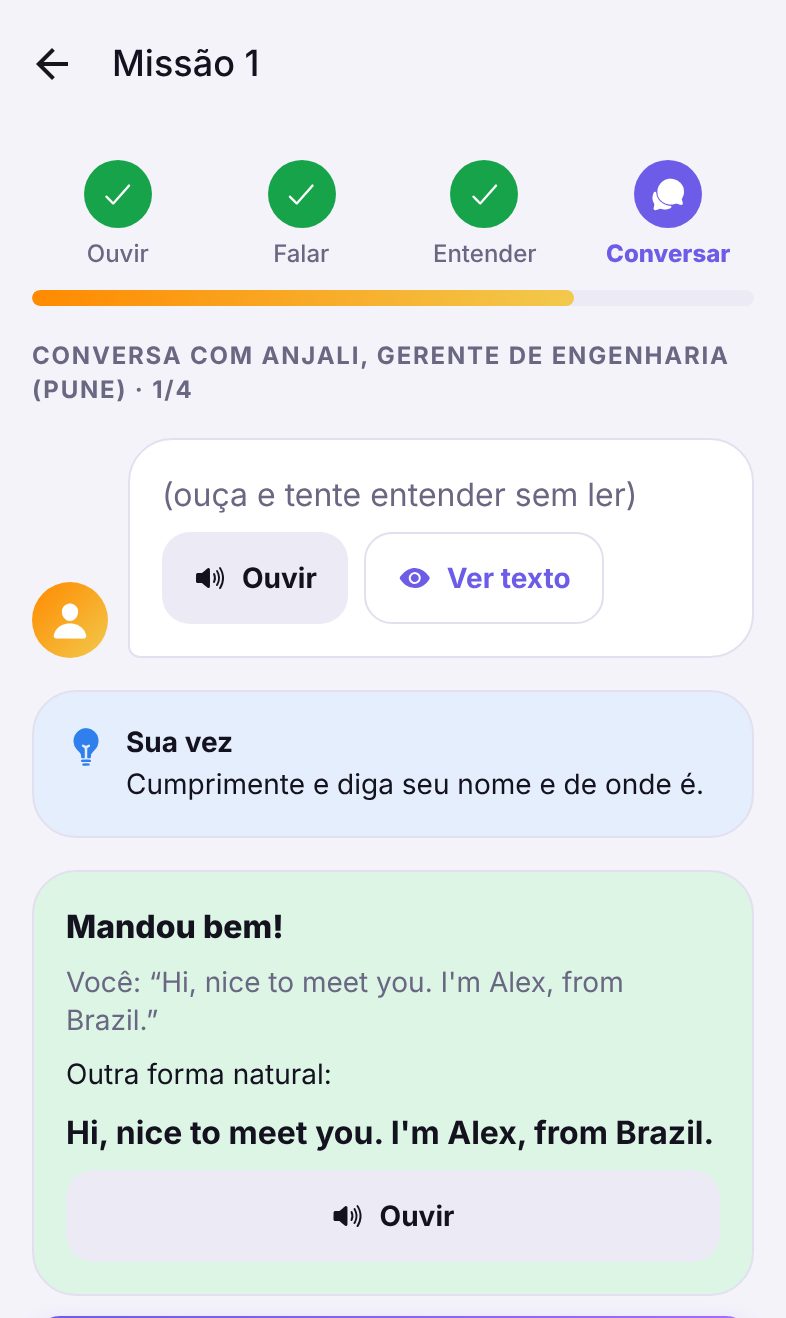 Missão 1
Ouvir
Falar
Entender
Conversar
CONVERSA COM ANJALI, GERENTE DE ENGENHARIA
(PUNE) · 1/4
(ouça e tente entender sem ler)
Ouvir
Ver texto
Sua vez
Cumprimente e diga seu nome e de onde é.
Mandou bem!
Você: “Hi, nice to meet you. I'm Alex, from
Brazil.”
Outra forma natural:
Hi, nice to meet you. I'm Alex, from Brazil.
Ouvir